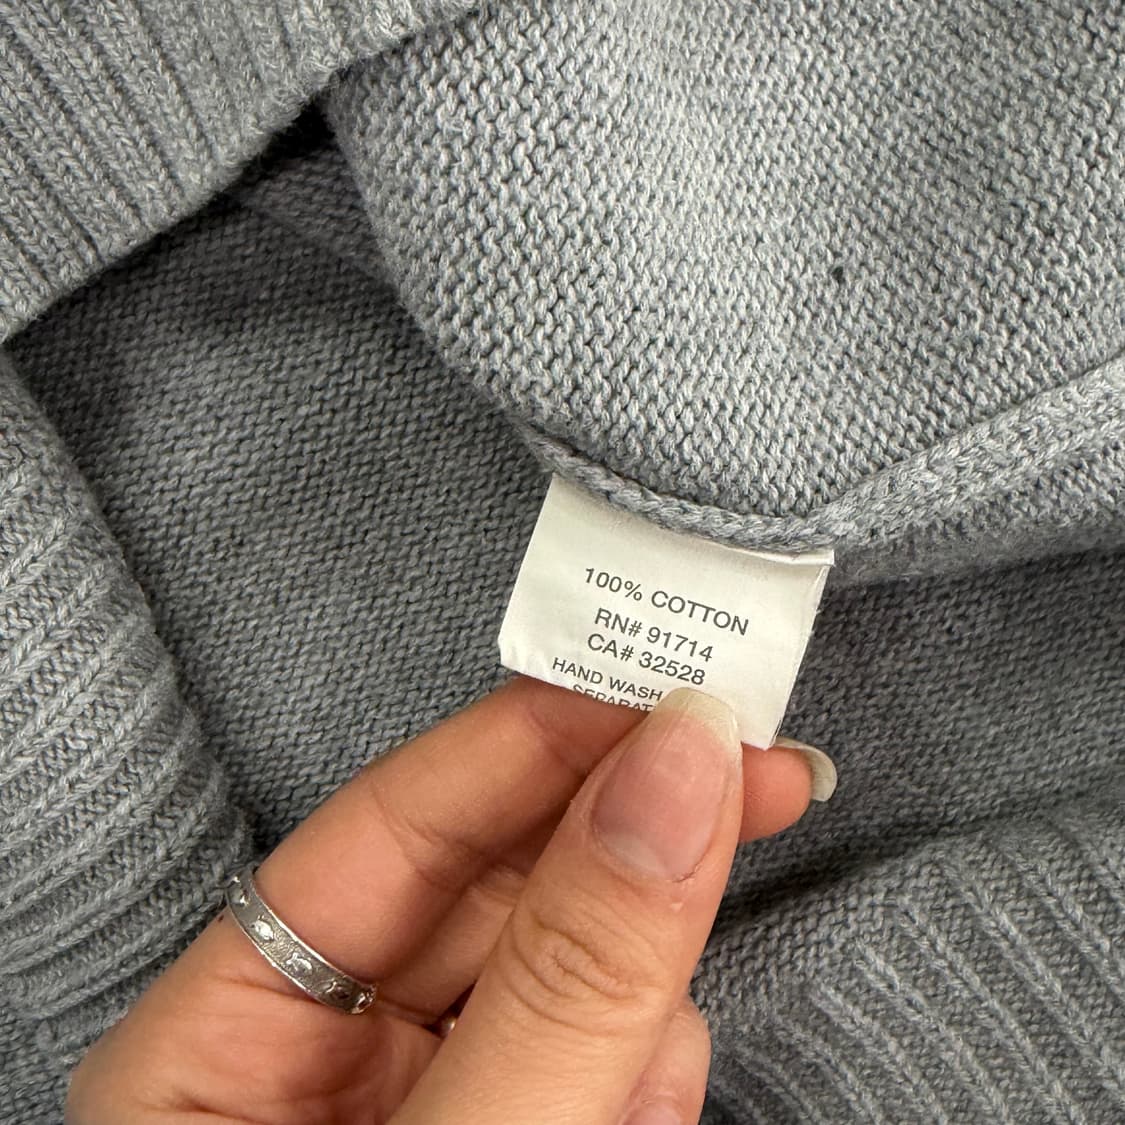 100% COTTON
RN# 91714
CA# 32528
HAND WASH